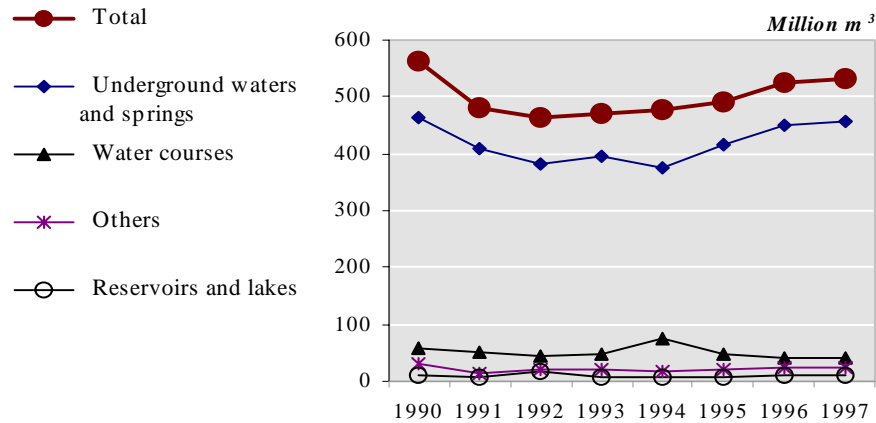 Total
Underground waters
and springs
Water courses
Others
Reservoirs and lakes
Million m ³
600
500
400
300
200
100
0
1990 1991 1992 1993 1994 1995 1996 1997